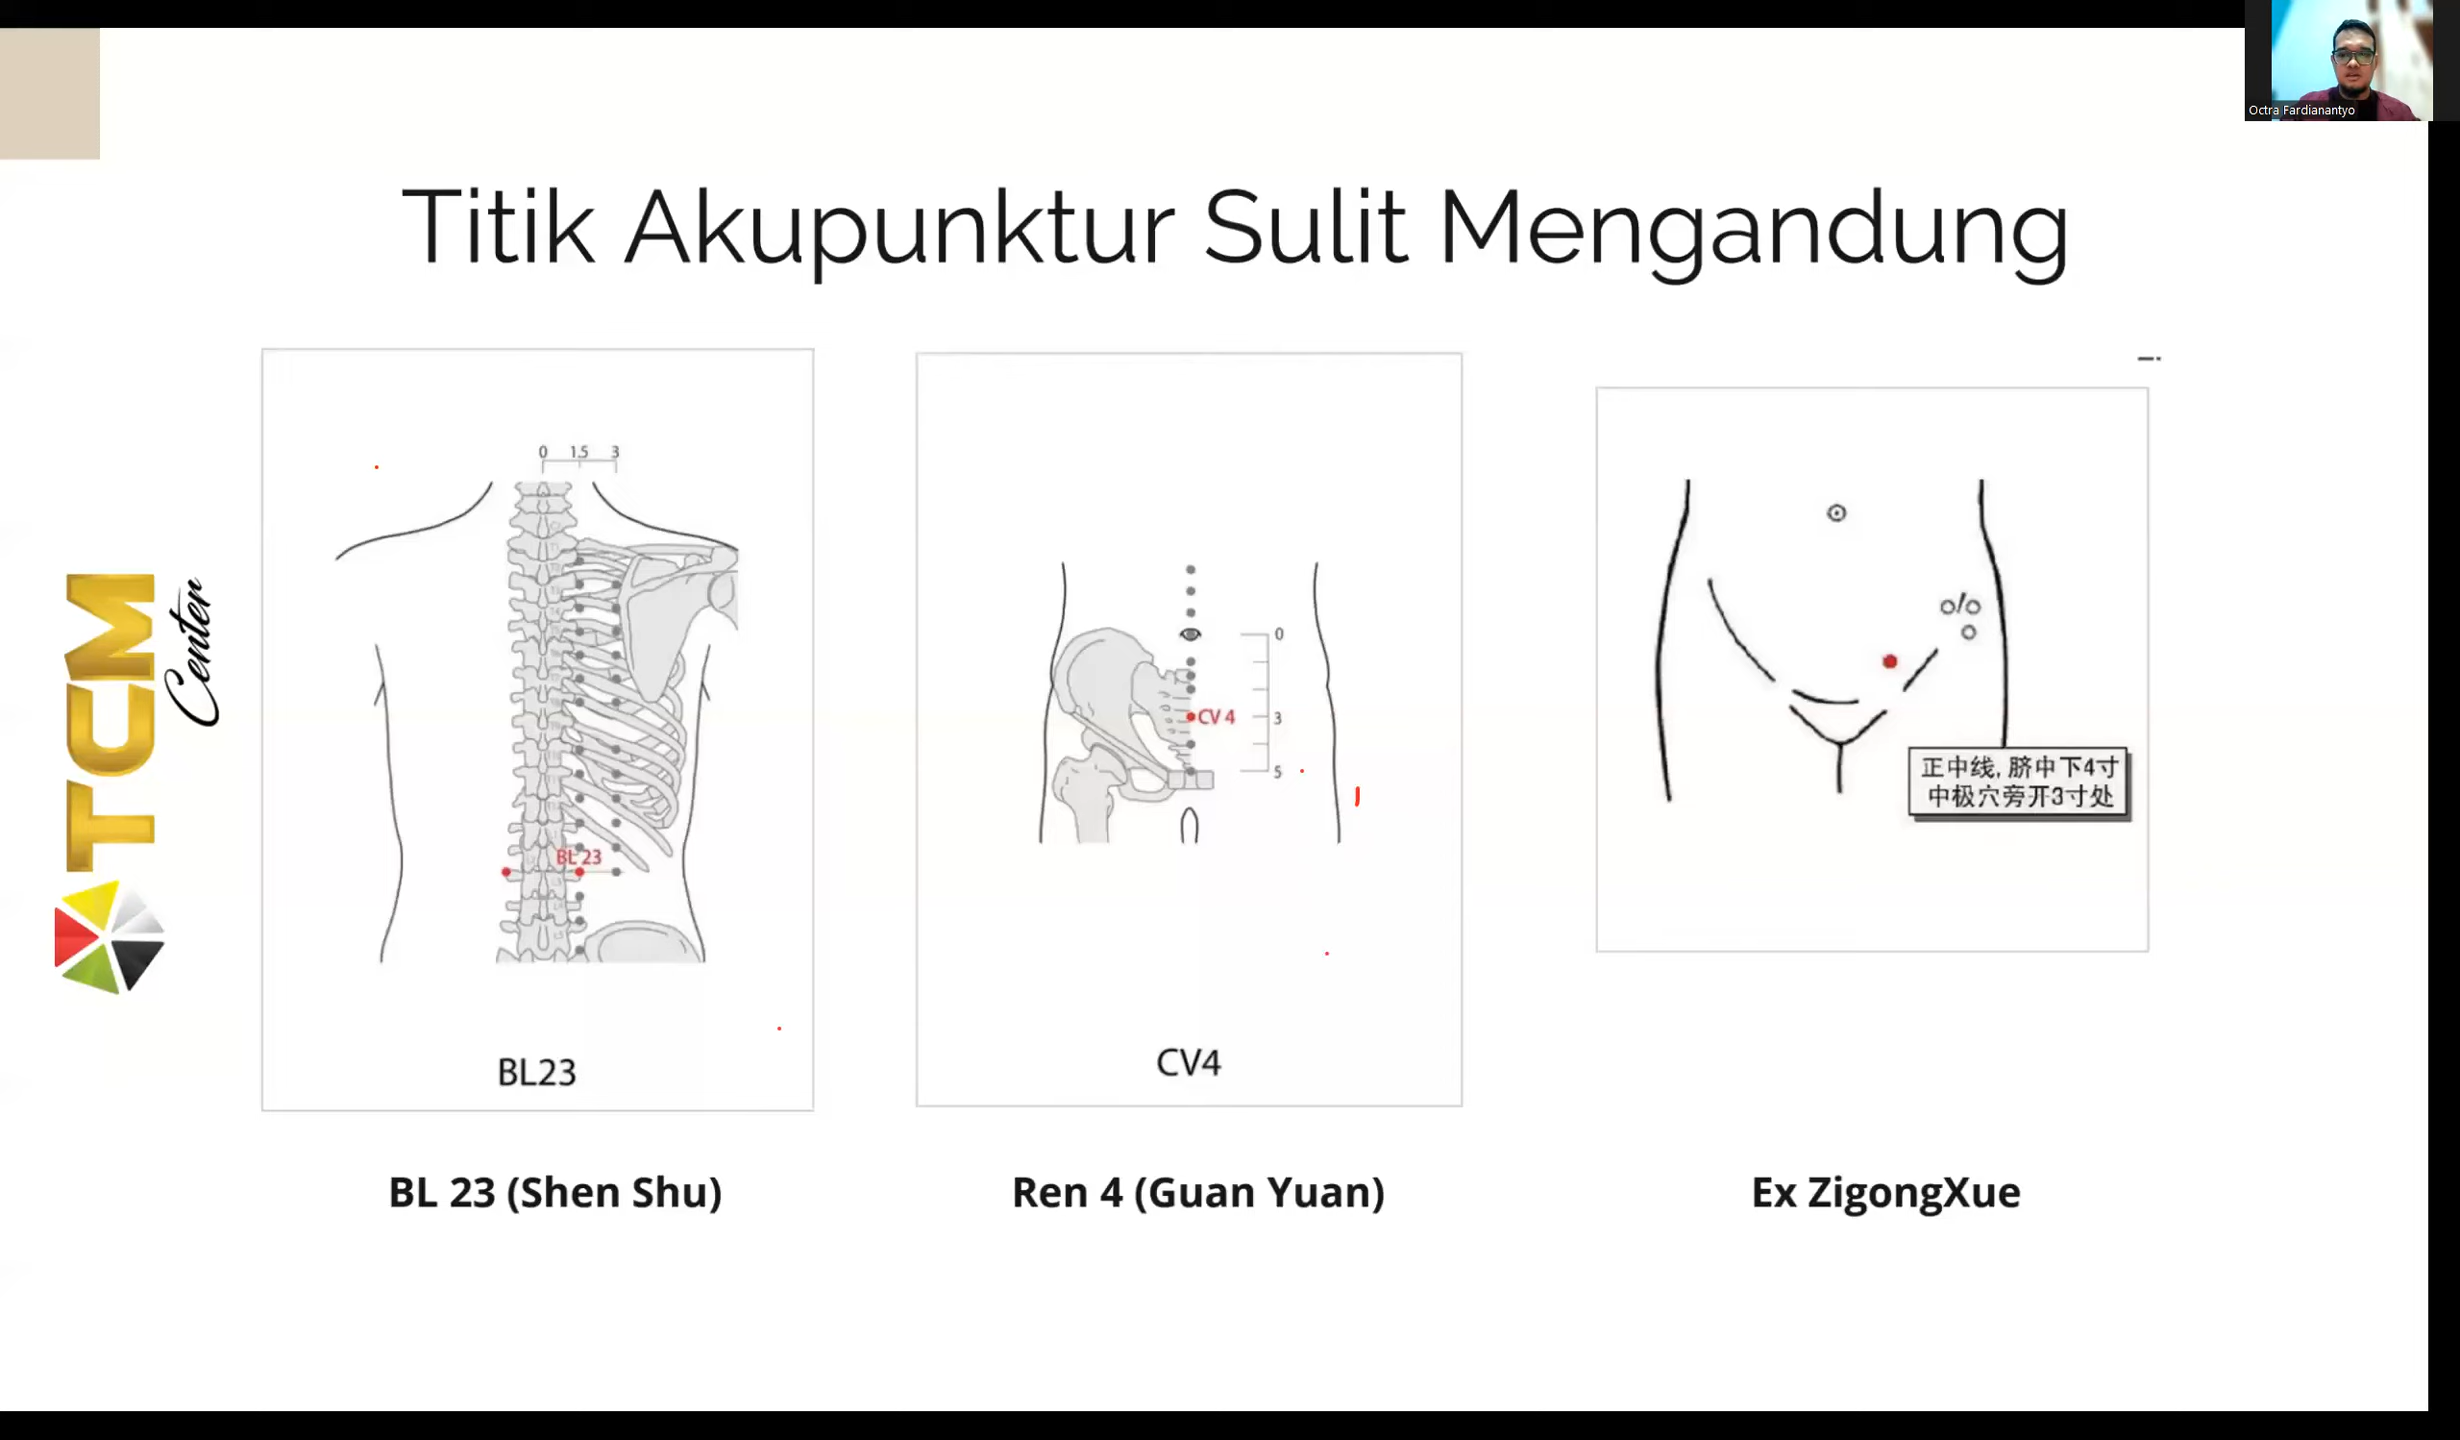 Octra Fardianantyo
Titik Akupunktur Sulit Mengandung
TCM
Center
0 1.5 3
BL 23
BL23
BL 23 (Shen Shu)
0
CV 4
3
5
CV4
Ren 4 (Guan Yuan)
正中线, 脐中下4寸
中极穴旁开3寸处
Ex ZigongXue